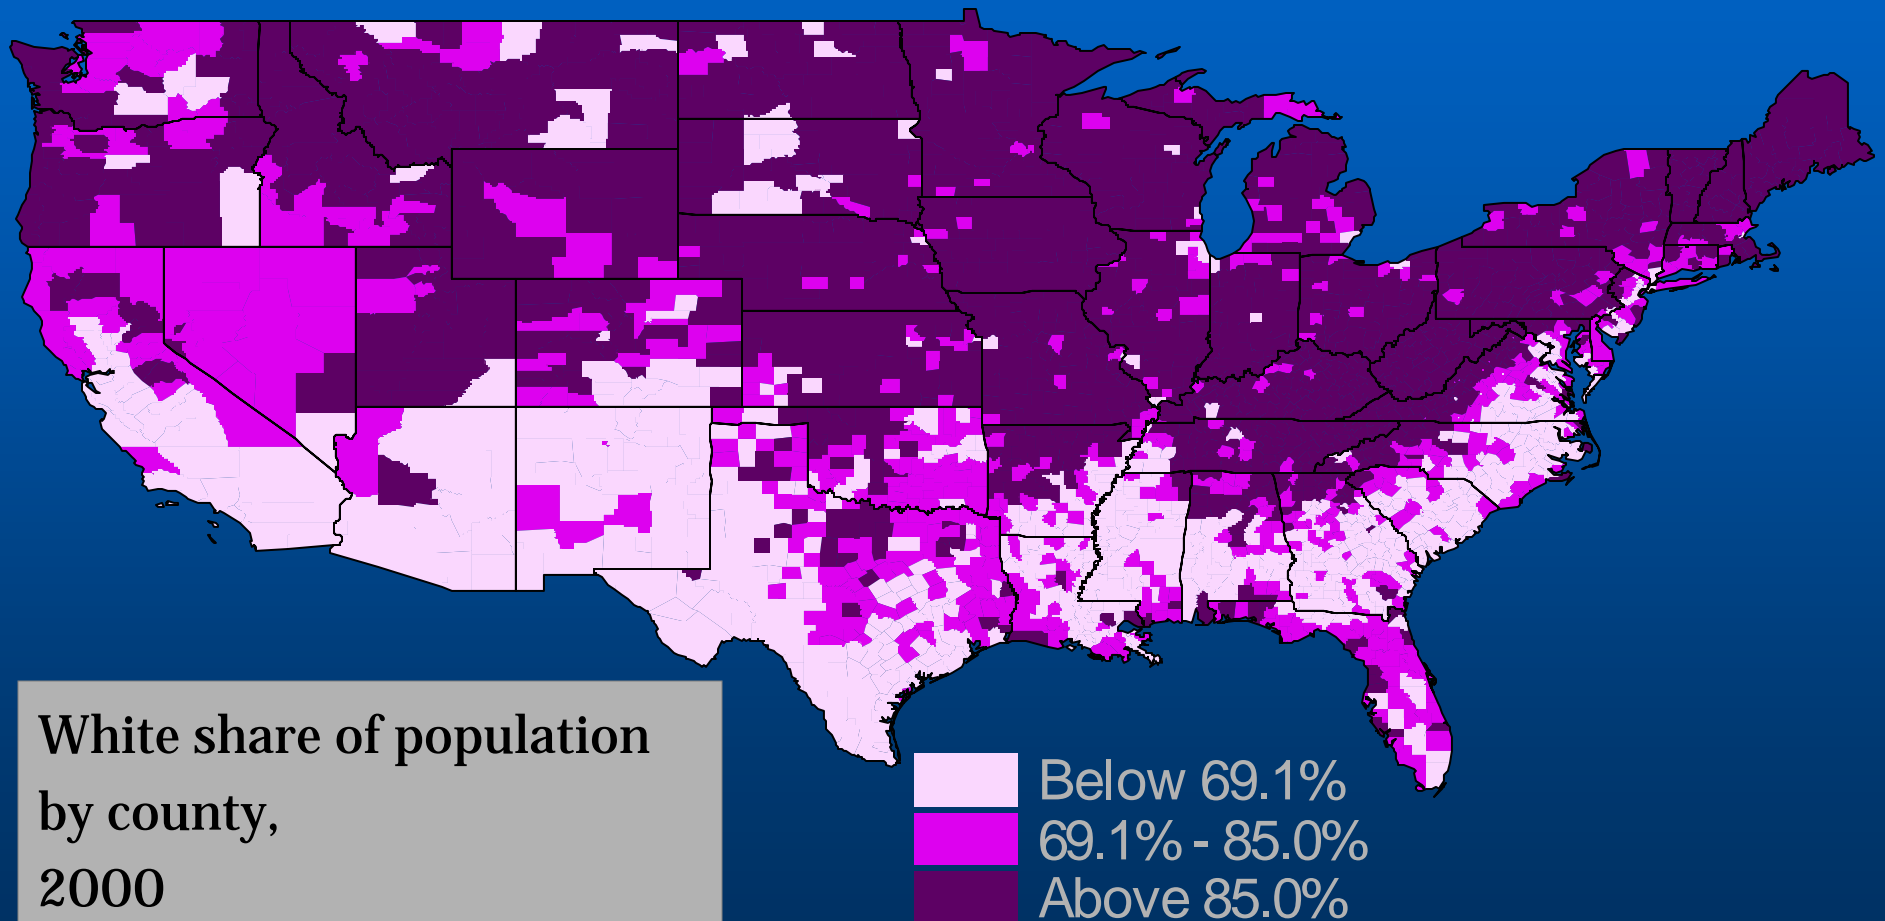 White share of population
by county,
2000
Below 69.1%
69.1% - 85.0%
Above 85.0%